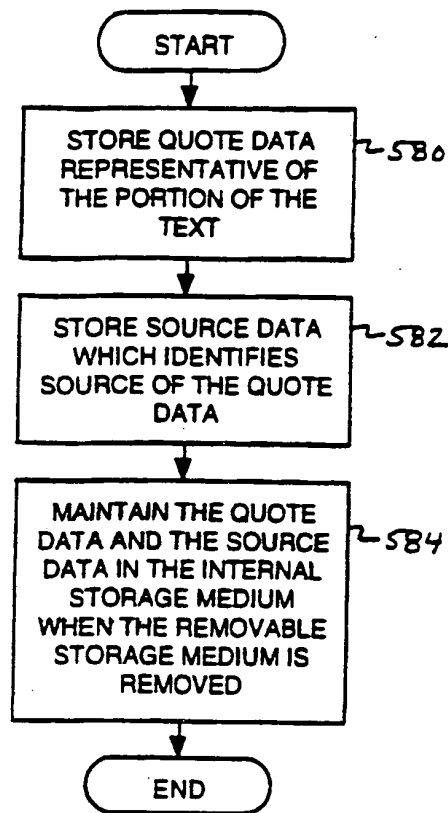 START
STORE QUOTE DATA 580
REPRESENTATIVE OF
THE PORTION OF THE
TEXT
STORE SOURCE DATA
WHICH IDENTIFIES 582
SOURCE OF THE QUOTE
DATA
MAINTAIN THE QUOTE
DATA AND THE SOURCE 584
DATA IN THE INTERNAL
STORAGE MEDIUM
WHEN THE REMOVABLE
STORAGE MEDIUM IS
REMOVED
END